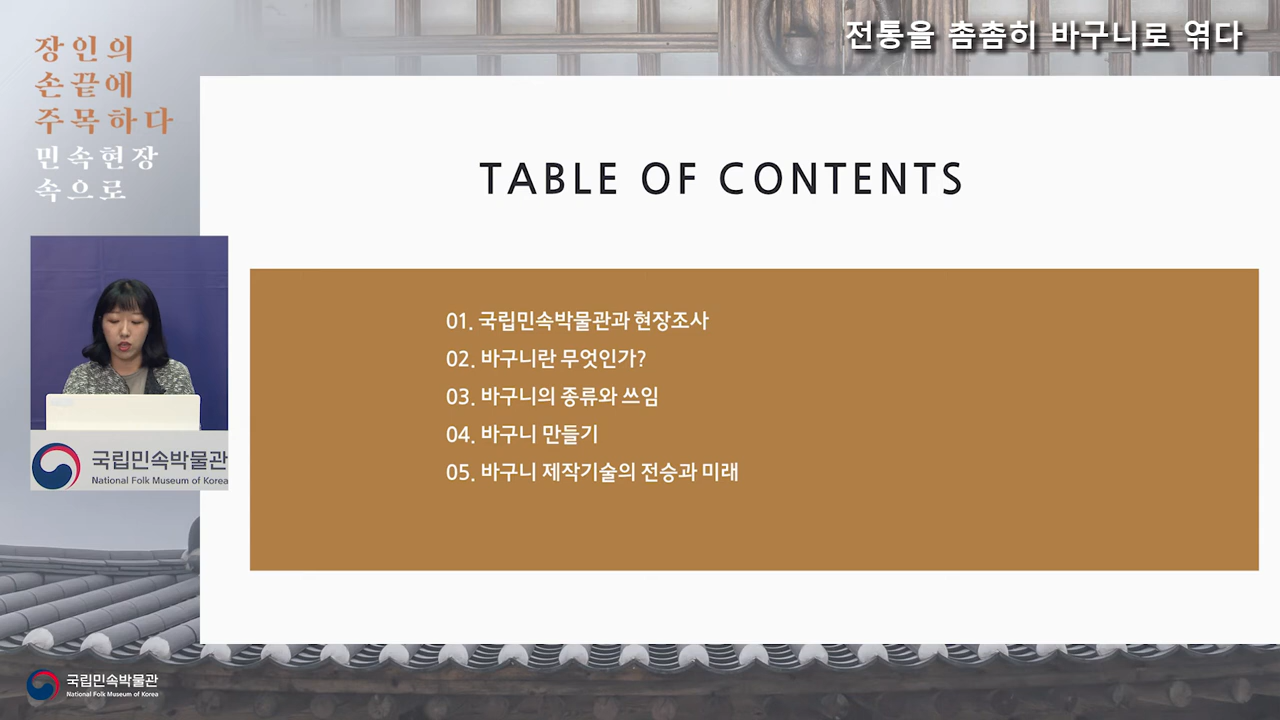 전통을 촘촘히 바구니로 엮다
장인의
손끝에
주목하다
민속현장
속으로
TABLE OF CONTENTS
01. 국립민속박물관과 현장조사
02. 바구니란 무엇인가?
03. 바구니의 종류와 쓰임
04. 바구니 만들기
05. 바구니 제작기술의 전승과 미래
국립민속박물관
National Folk Museum of Korea
국립민속박물관
National Folk Museum of Korea